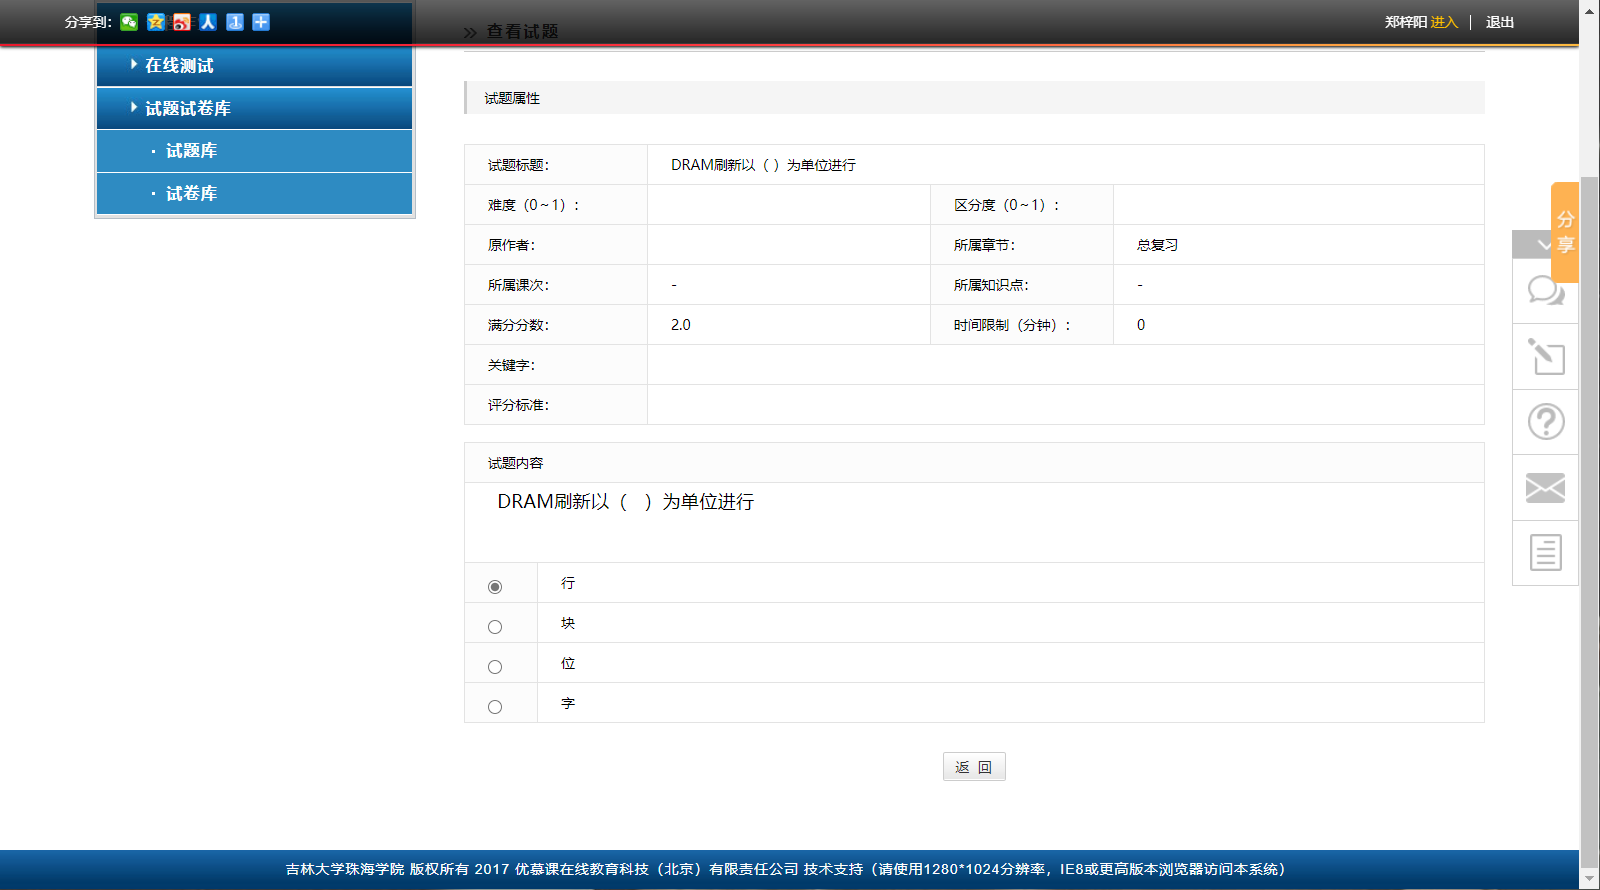 分享到：
郑梓阳 进入 | 退出
» 查看试题
在线测试
试题试卷库
· 试题库
· 试卷库
试题属性
试题标题： DRAM刷新以（ ）为单位进行
难度（0～1）： 区分度（0～1）：
原作者： 所属章节： 总复习
所属课次： - 所属知识点： -
满分分数： 2.0 时间限制（分钟）： 0
关键字：
评分标准：
试题内容
DRAM刷新以（ ）为单位进行
行
块
位
字
返 回
分
享
吉林大学珠海学院 版权所有 2017 优慕课在线教育科技（北京）有限责任公司 技术支持（请使用1280*1024分辨率，IE8或更高版本浏览器访问本系统）